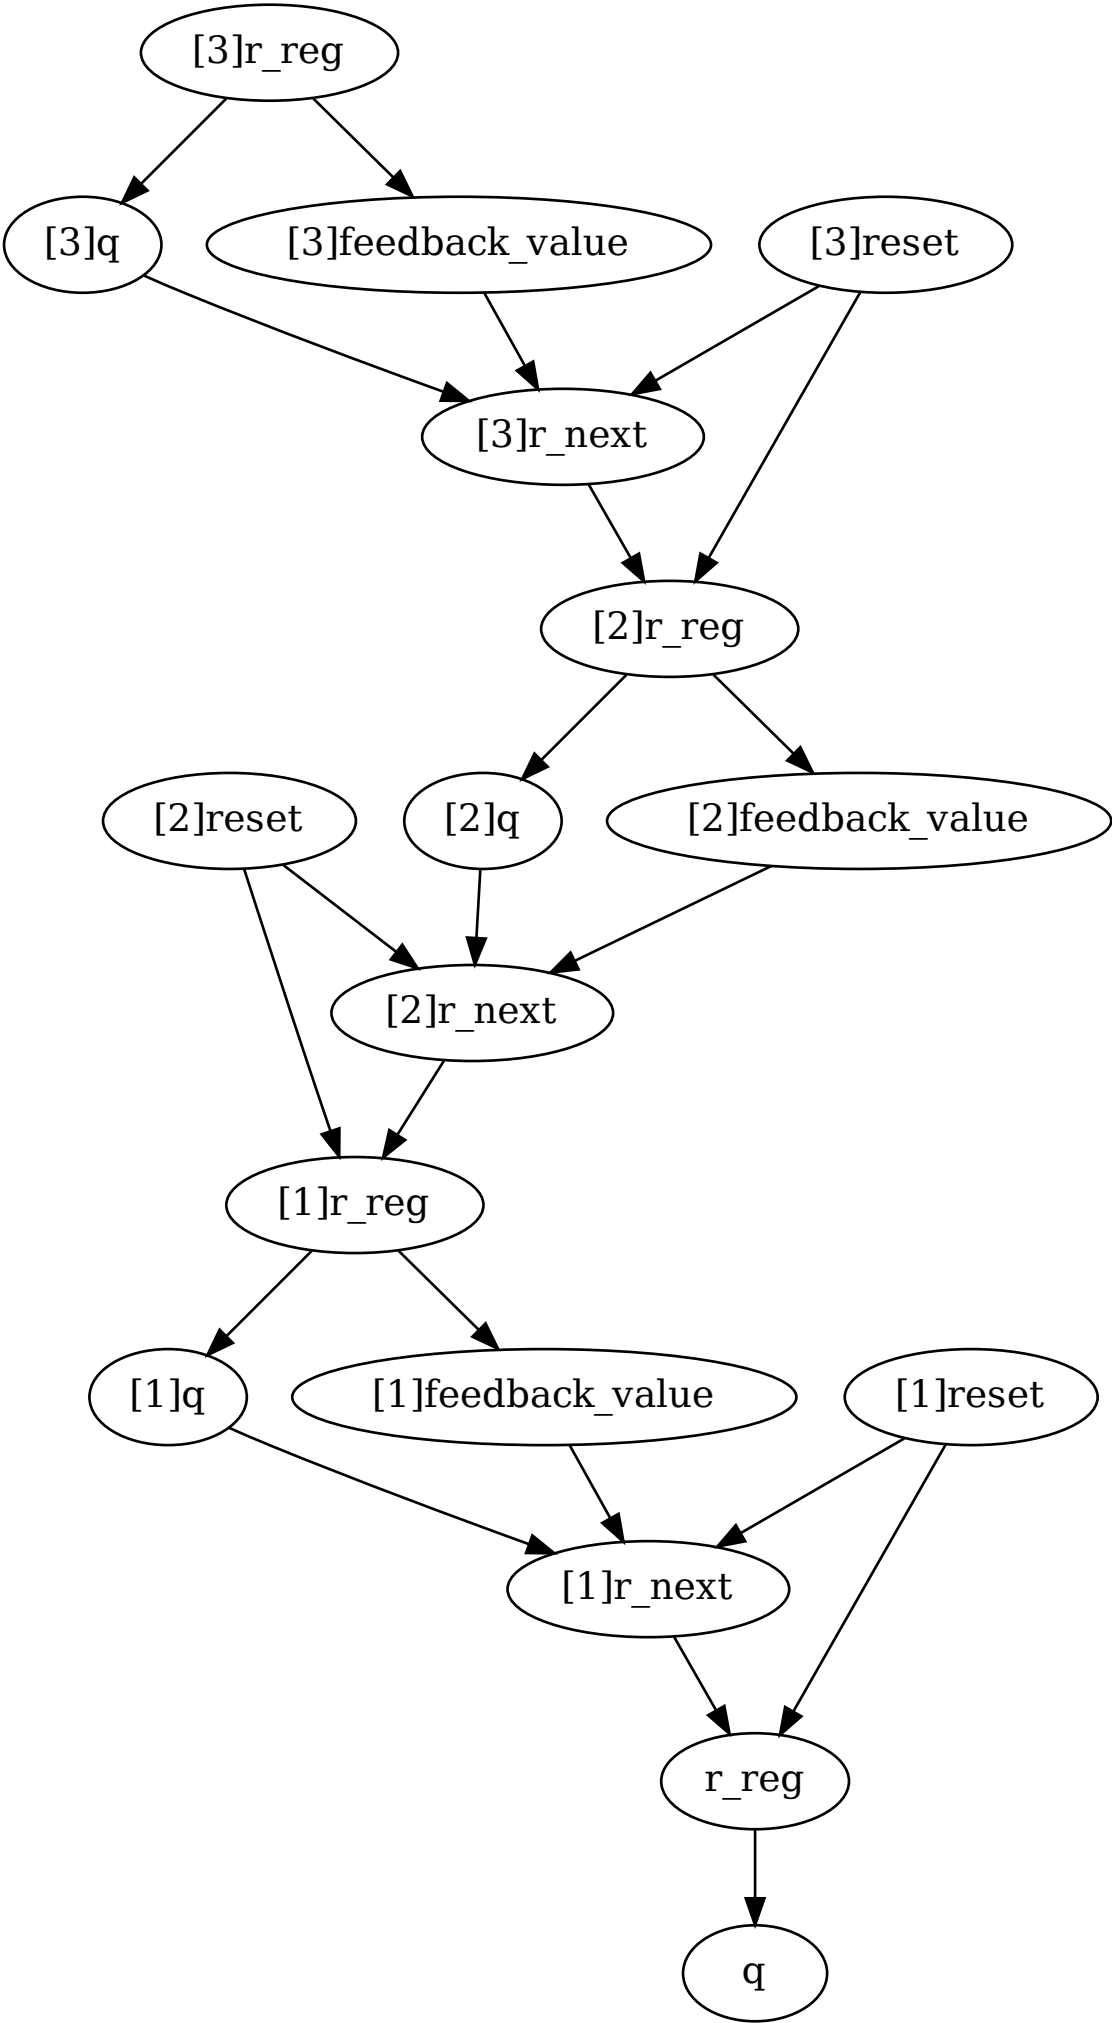 [3]r_reg
[3]q
[3]feedback_value
[3]reset
[3]r_next
[2]r_reg
[2]reset
[2]q
[2]feedback_value
[2]r_next
[1]r_reg
[1]q
[1]feedback_value
[1]reset
[1]r_next
r_reg
q